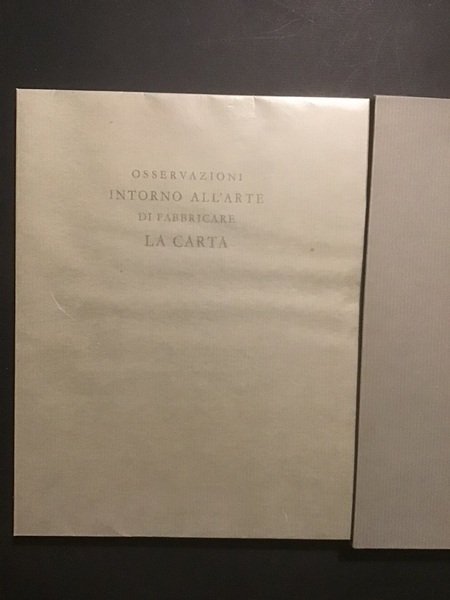 OSSERVAZIONI
INTORNO ALL'ARTE
DI FABBRICARE
LA CARTA